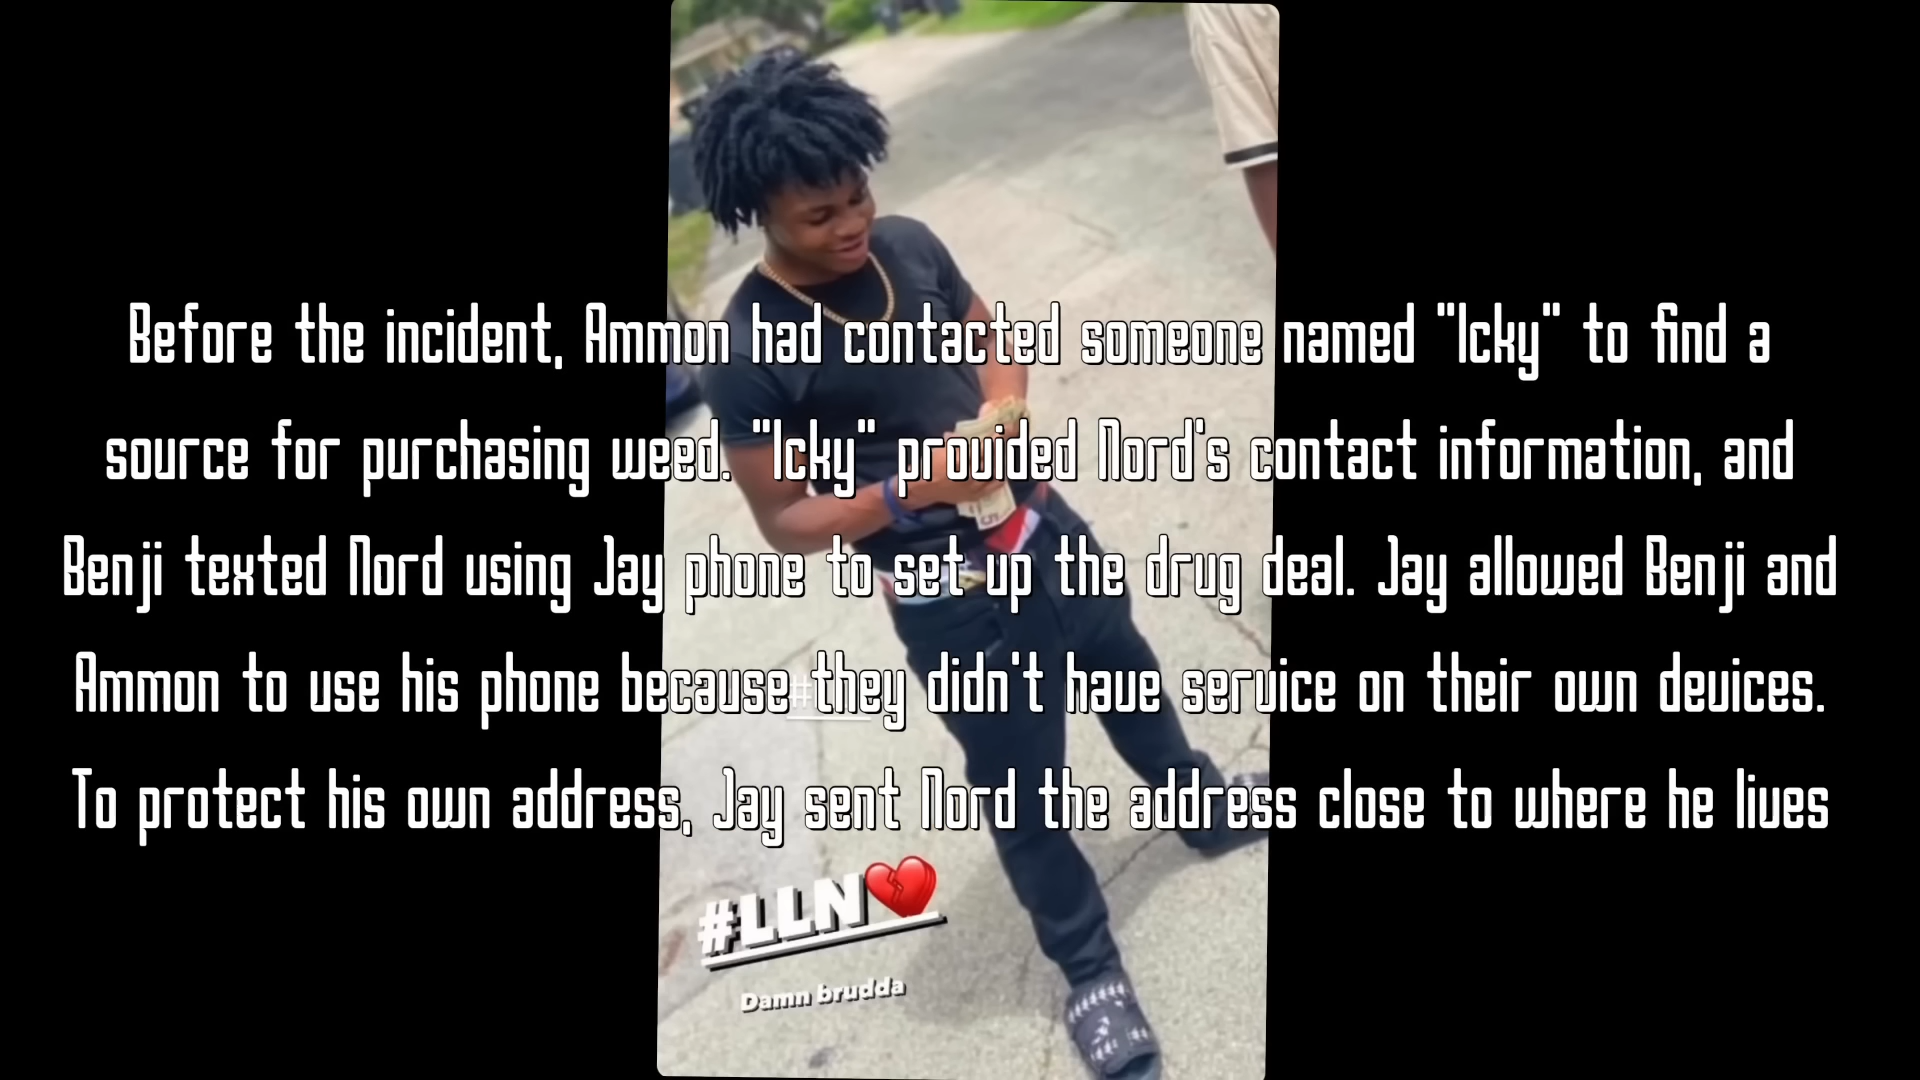 Before the incident, Ammon had contacted someone named "Icky" to find a
source for purchasing weed. "Icky" provided Nord's contact information, and
Benji texted Nord using Jay phone to set up the drug deal. Jay allowed Benji and
Ammon to use his phone because they didn't have service on their own devices.
To protect his own address, Jay sent Nord the address close to where he lives
#LLN💔
Damn brudda